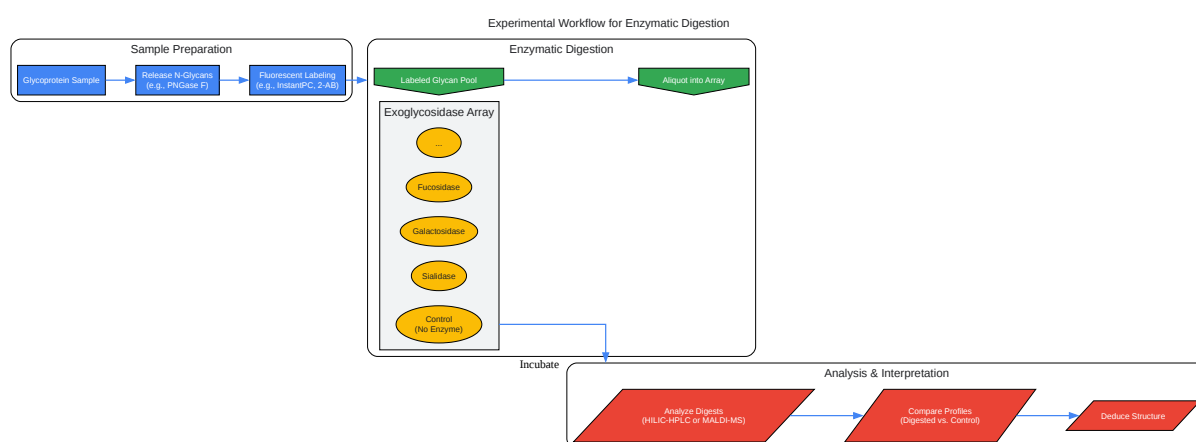 Experimental Workflow for Enzymatic Digestion
Sample Preparation
Glycoprotein Sample
Release N-Glycans
(e.g., PNGase F)
Fluorescent Labeling
(e.g., InstantPC, 2-AB)
Enzymatic Digestion
Labeled Glycan Pool
Aliquot into Array
Exoglycosidase Array
...
Fucosidase
Galactosidase
Sialidase
Control
(No Enzyme)
Incubate
Analysis & Interpretation
Analyze Digests
(HILIC-HPLC or MALDI-MS)
Compare Profiles
(Digested vs. Control)
Deduce Structure